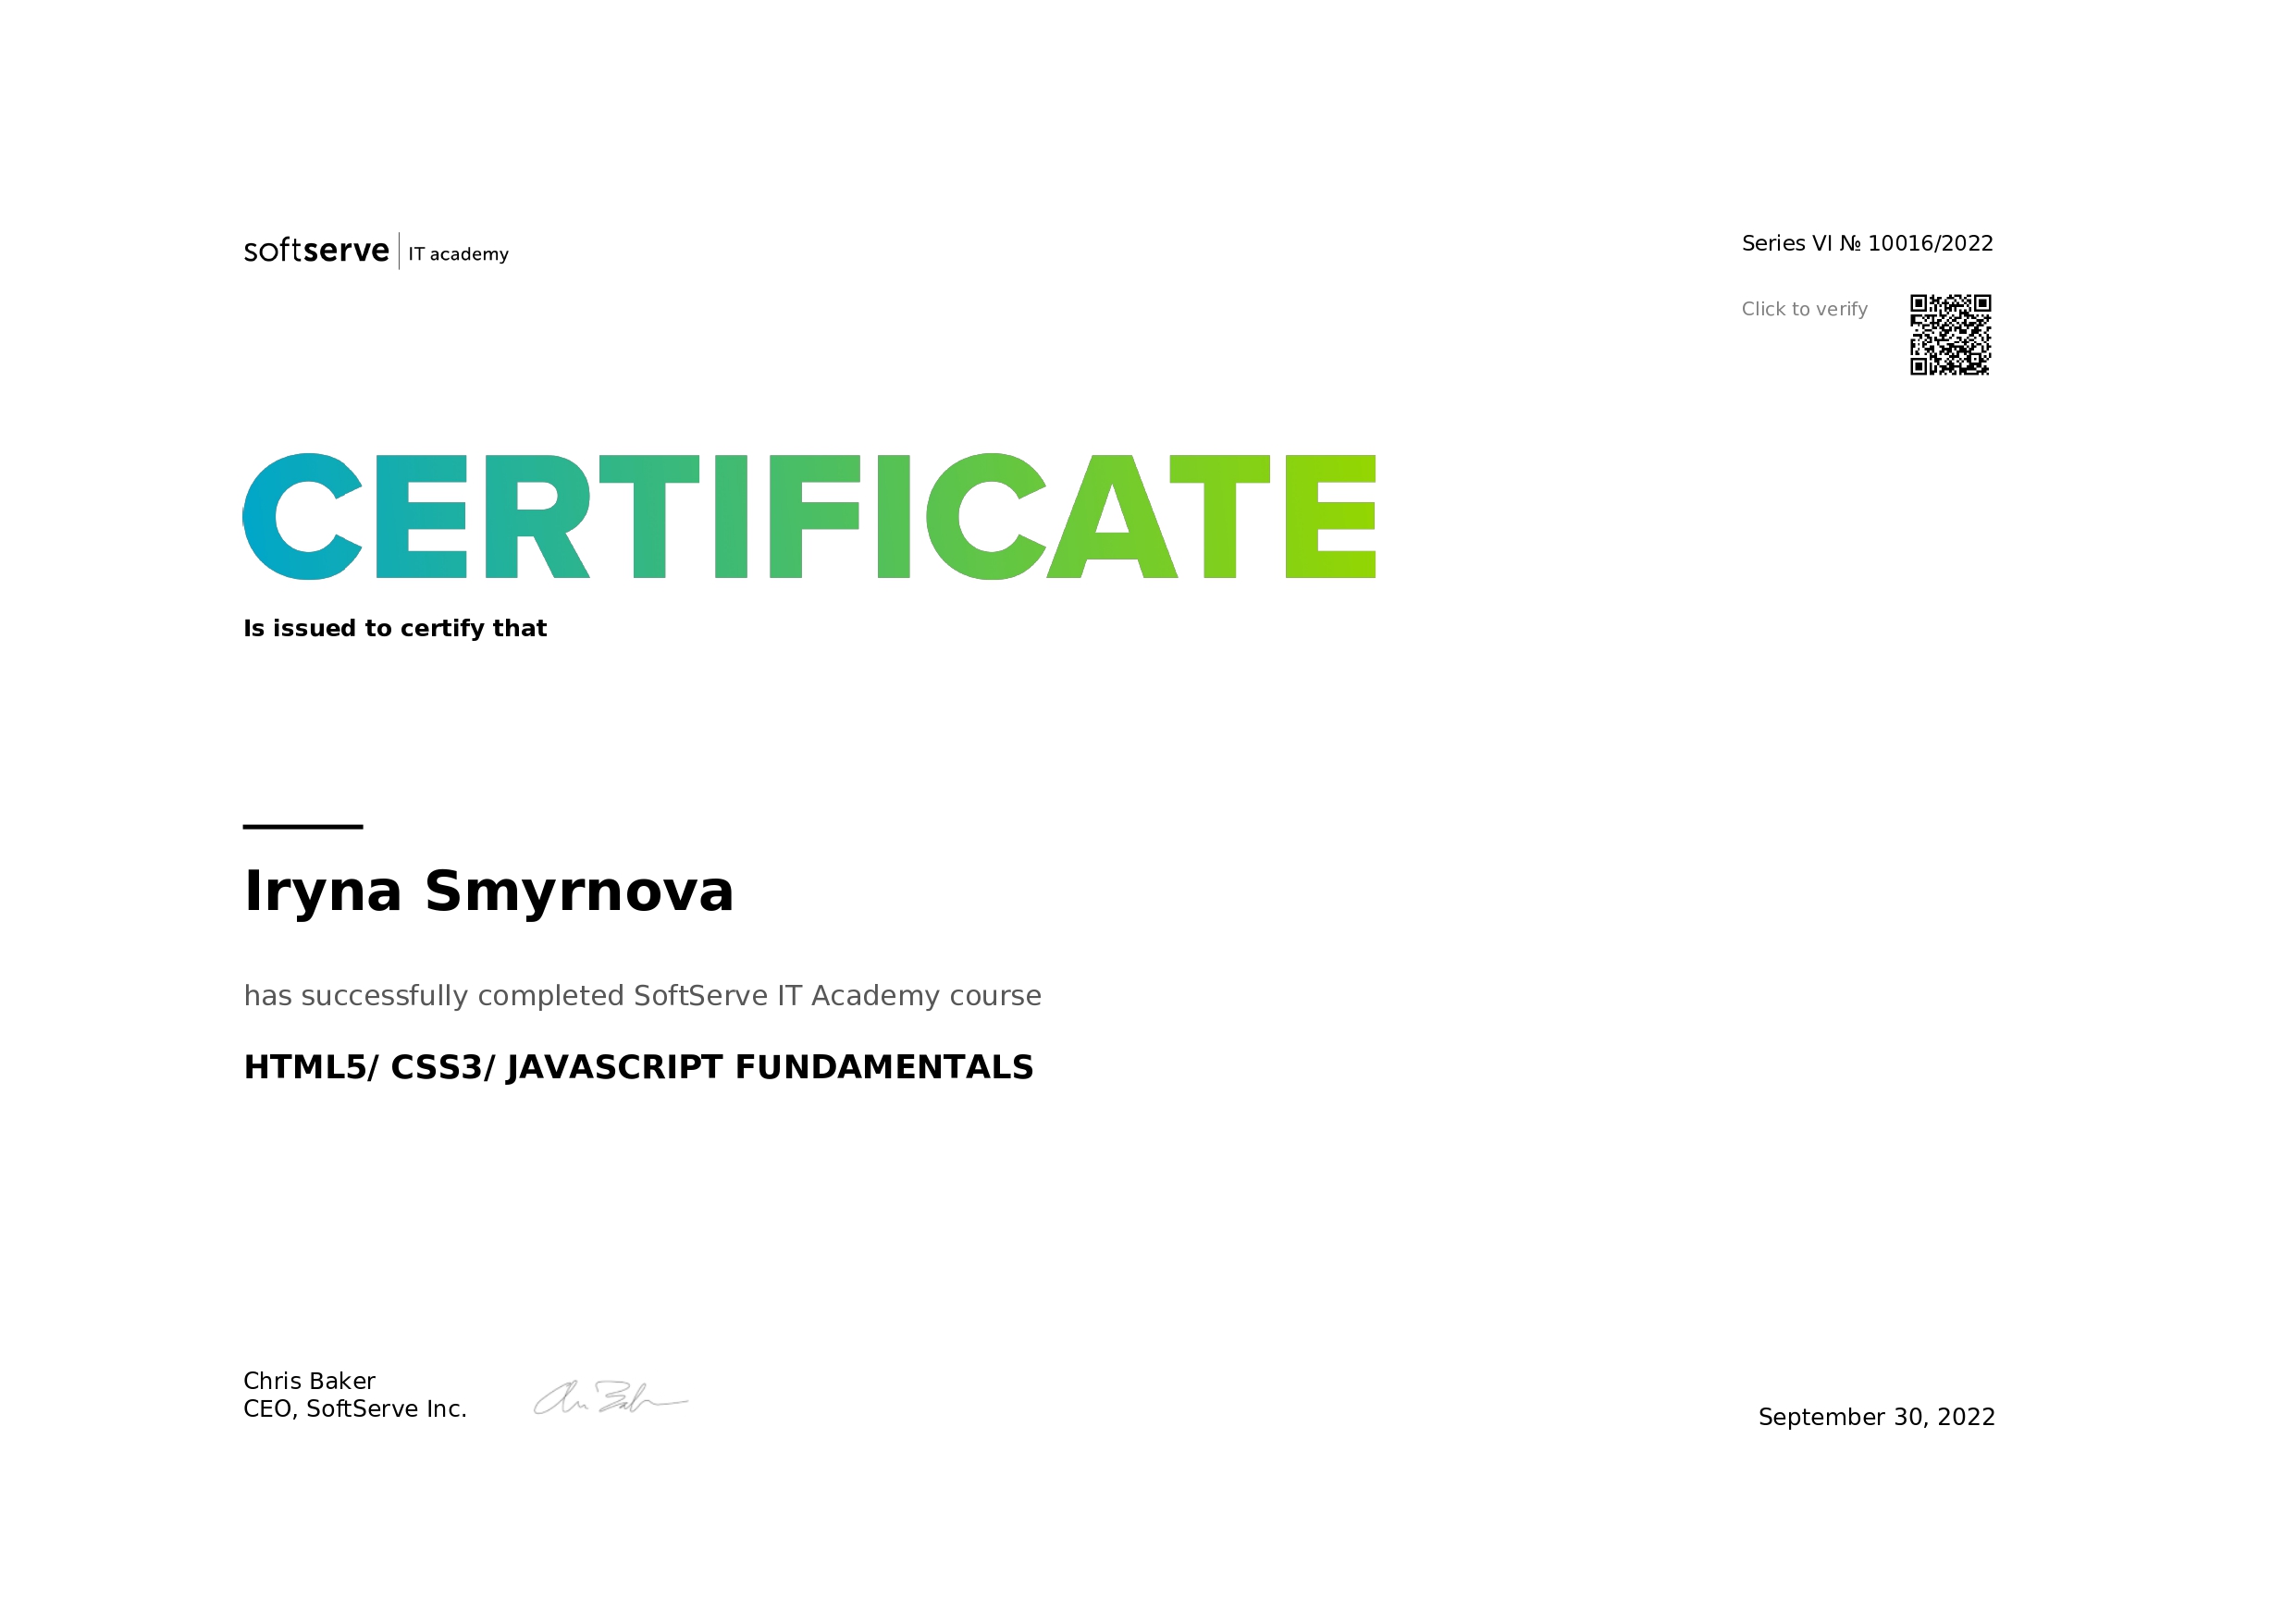 softserve IT academy
Series VI № 10016/2022
Click to verify
CERTIFICATE
Is issued to certify that
Iryna Smyrnova
has successfully completed SoftServe IT Academy course
HTML5/ CSS3/ JAVASCRIPT FUNDAMENTALS
Chris Baker
CEO, SoftServe Inc.
September 30, 2022